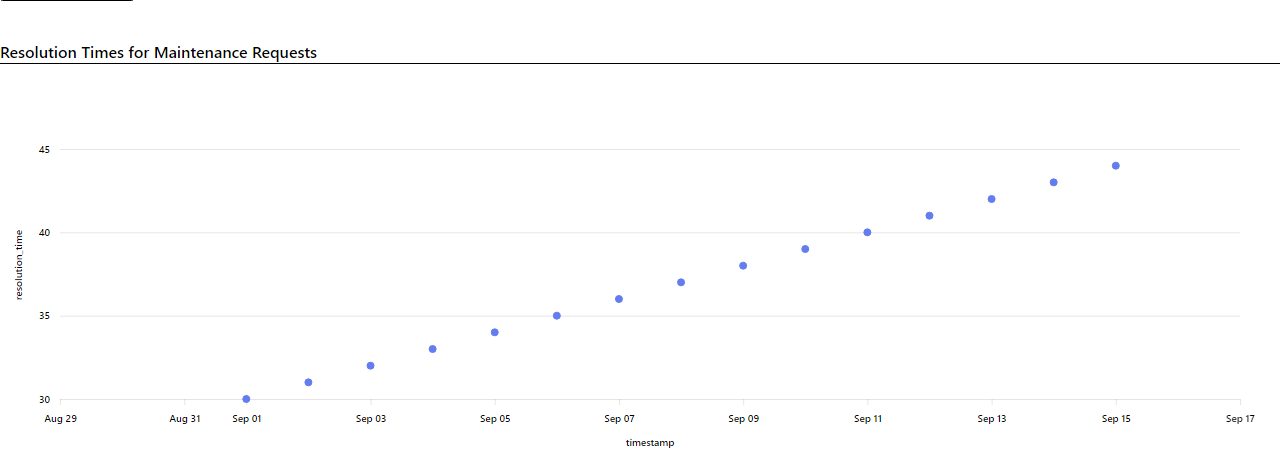 Resolution Times for Maintenance Requests
45
40
35
30
resolution_time
Aug 29 Aug 31 Sep 01 Sep 03 Sep 05 Sep 07 Sep 09 Sep 11 Sep 13 Sep 15 Sep 17
timestamp